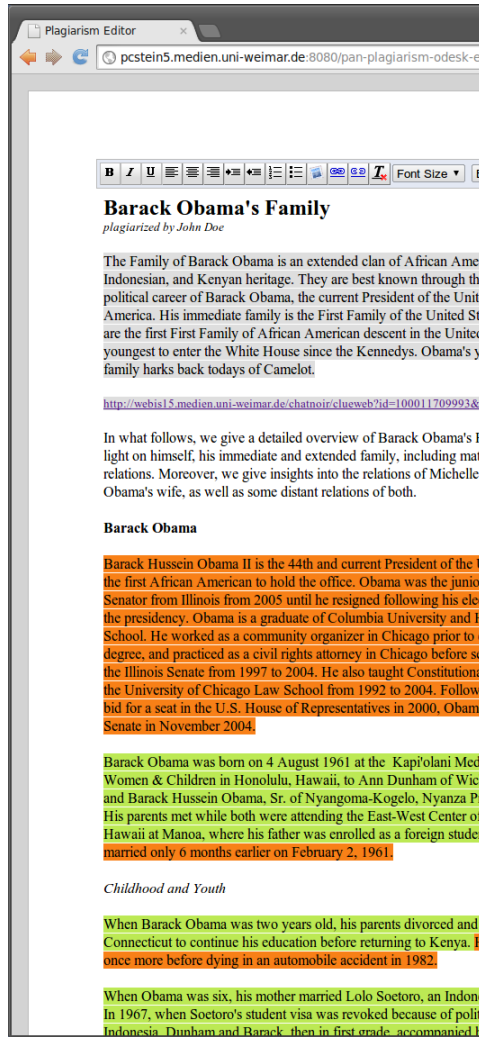 Plagiarism Editor
pcstein5.medien.uni-weimar.de:8080/pan-plagiarism-odesk-e
B I U Font Size
Barack Obama's Family
plagiarized by John Doe
The Family of Barack Obama is an extended clan of African Ame
Indonesian, and Kenyan heritage. They are best known through th
political career of Barack Obama, the current President of the Unit
America. His immediate family is the First Family of the United St
are the first First Family of African American descent in the United
youngest to enter the White House since the Kennedys. Obama's y
family harks back todays of Camelot.
http://webis15.medien.uni-weimar.de/chatnoir/clueweb?id=100011709993&
In what follows, we give a detailed overview of Barack Obama's
light on himself, his immediate and extended family, including mat
relations. Moreover, we give insights into the relations of Michelle
Obama's wife, as well as some distant relations of both.
Barack Obama
Barack Hussein Obama II is the 44th and current President of the
the first African American to hold the office. Obama was the junio
Senator from Illinois from 2005 until he resigned following his ele
the presidency. Obama is a graduate of Columbia University and
School. He worked as a community organizer in Chicago prior to
degree, and practiced as a civil rights attorney in Chicago before se
the Illinois Senate from 1997 to 2004. He also taught Constitutiona
the University of Chicago Law School from 1992 to 2004. Follow
bid for a seat in the U.S. House of Representatives in 2000, Obam
Senate in November 2004.
Barack Obama was born on 4 August 1961 at the Kapi'olani Med
Women & Children in Honolulu, Hawaii, to Ann Dunham of Wic
and Barack Hussein Obama, Sr. of Nyangoma-Kogelo, Nyanza P
His parents met while both were attending the East-West Center of
Hawaii at Manoa, where his father was enrolled as a foreign stude
married only 6 months earlier on February 2, 1961.
Childhood and Youth
When Barack Obama was two years old, his parents divorced and
Connecticut to continue his education before returning to Kenya.
once more before dying in an automobile accident in 1982.
When Obama was six, his mother married Lolo Soetoro, an Indon
In 1967, when Soetoro's student visa was revoked because of polit
Indonesia, Dunham and Barack, then in first grade, accompanied